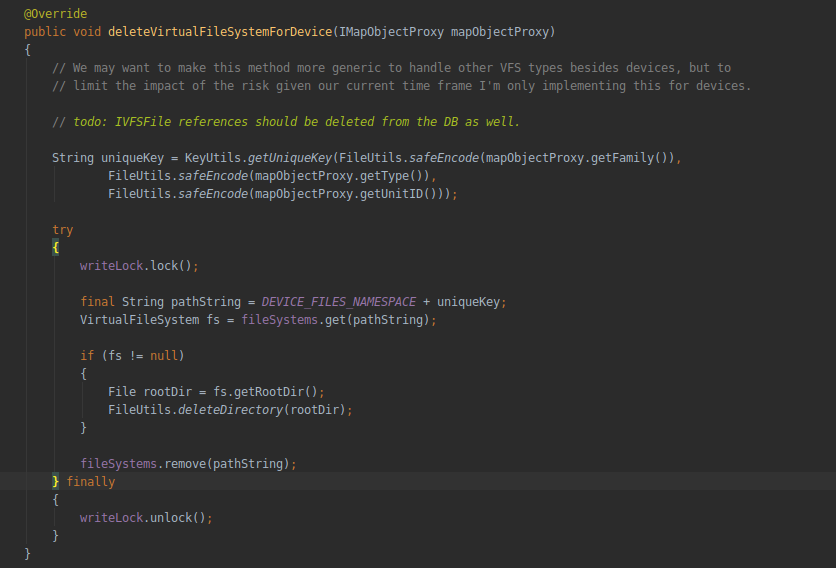 @Override
public void deleteVirtualFileSystemForDevice(IMapObjectProxy mapObjectProxy)
{
// We may want to make this method more generic to handle other VFS types besides devices, but to
// limit the impact of the risk given our current time frame I'm only implementing this for devices.
// todo: IVFSFile references should be deleted from the DB as well.
String uniqueKey = KeyUtils.getUniqueKey(FileUtils.safeEncode(mapObjectProxy.getFamily()),
FileUtils.safeEncode(mapObjectProxy.getType()),
FileUtils.safeEncode(mapObjectProxy.getUnitID()));
try
{
writeLock.lock();
final String pathString = DEVICE_FILES_NAMESPACE + uniqueKey;
VirtualFileSystem fs = fileSystems.get(pathString);
if (fs != null)
{
File rootDir = fs.getRootDir();
FileUtils.deleteDirectory(rootDir);
}
fileSystems.remove(pathString);
} finally
{
writeLock.unlock();
}
}